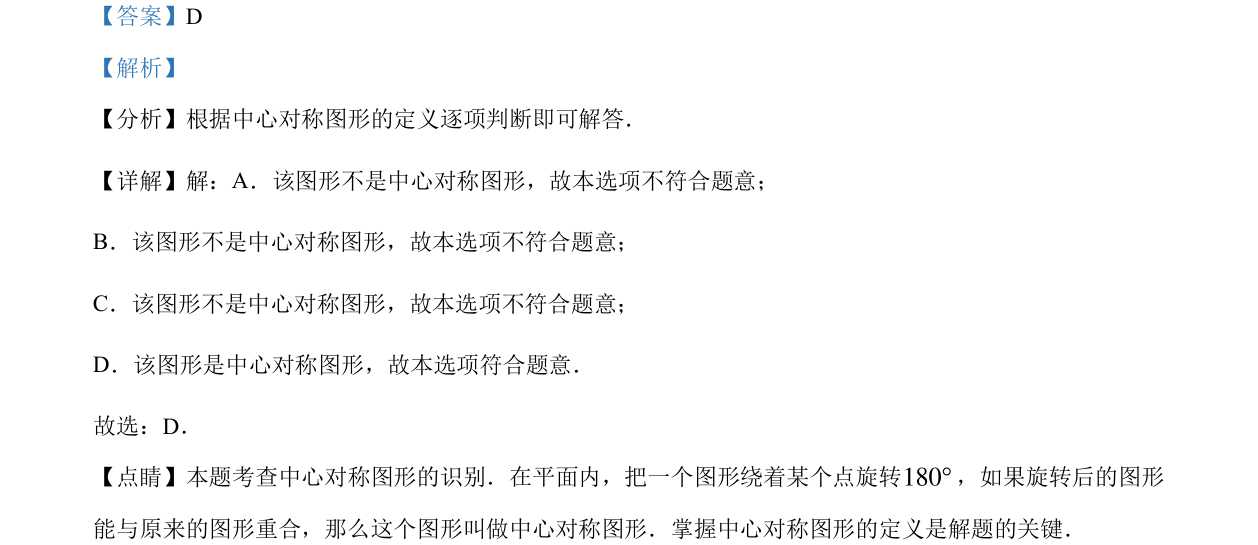 【答案】D
【解析】
【分析】根据中心对称图形的定义逐项判断即可解答．
【详解】解：A．该图形不是中心对称图形，故本选项不符合题意；
B．该图形不是中心对称图形，故本选项不符合题意；
C．该图形不是中心对称图形，故本选项不符合题意；
D．该图形是中心对称图形，故本选项符合题意．
故选：D．
【点睛】本题考查中心对称图形的识别．在平面内，把一个图形绕着某个点旋转180°，如果旋转后的图形
能与原来的图形重合，那么这个图形叫做中心对称图形．掌握中心对称图形的定义是解题的关键．